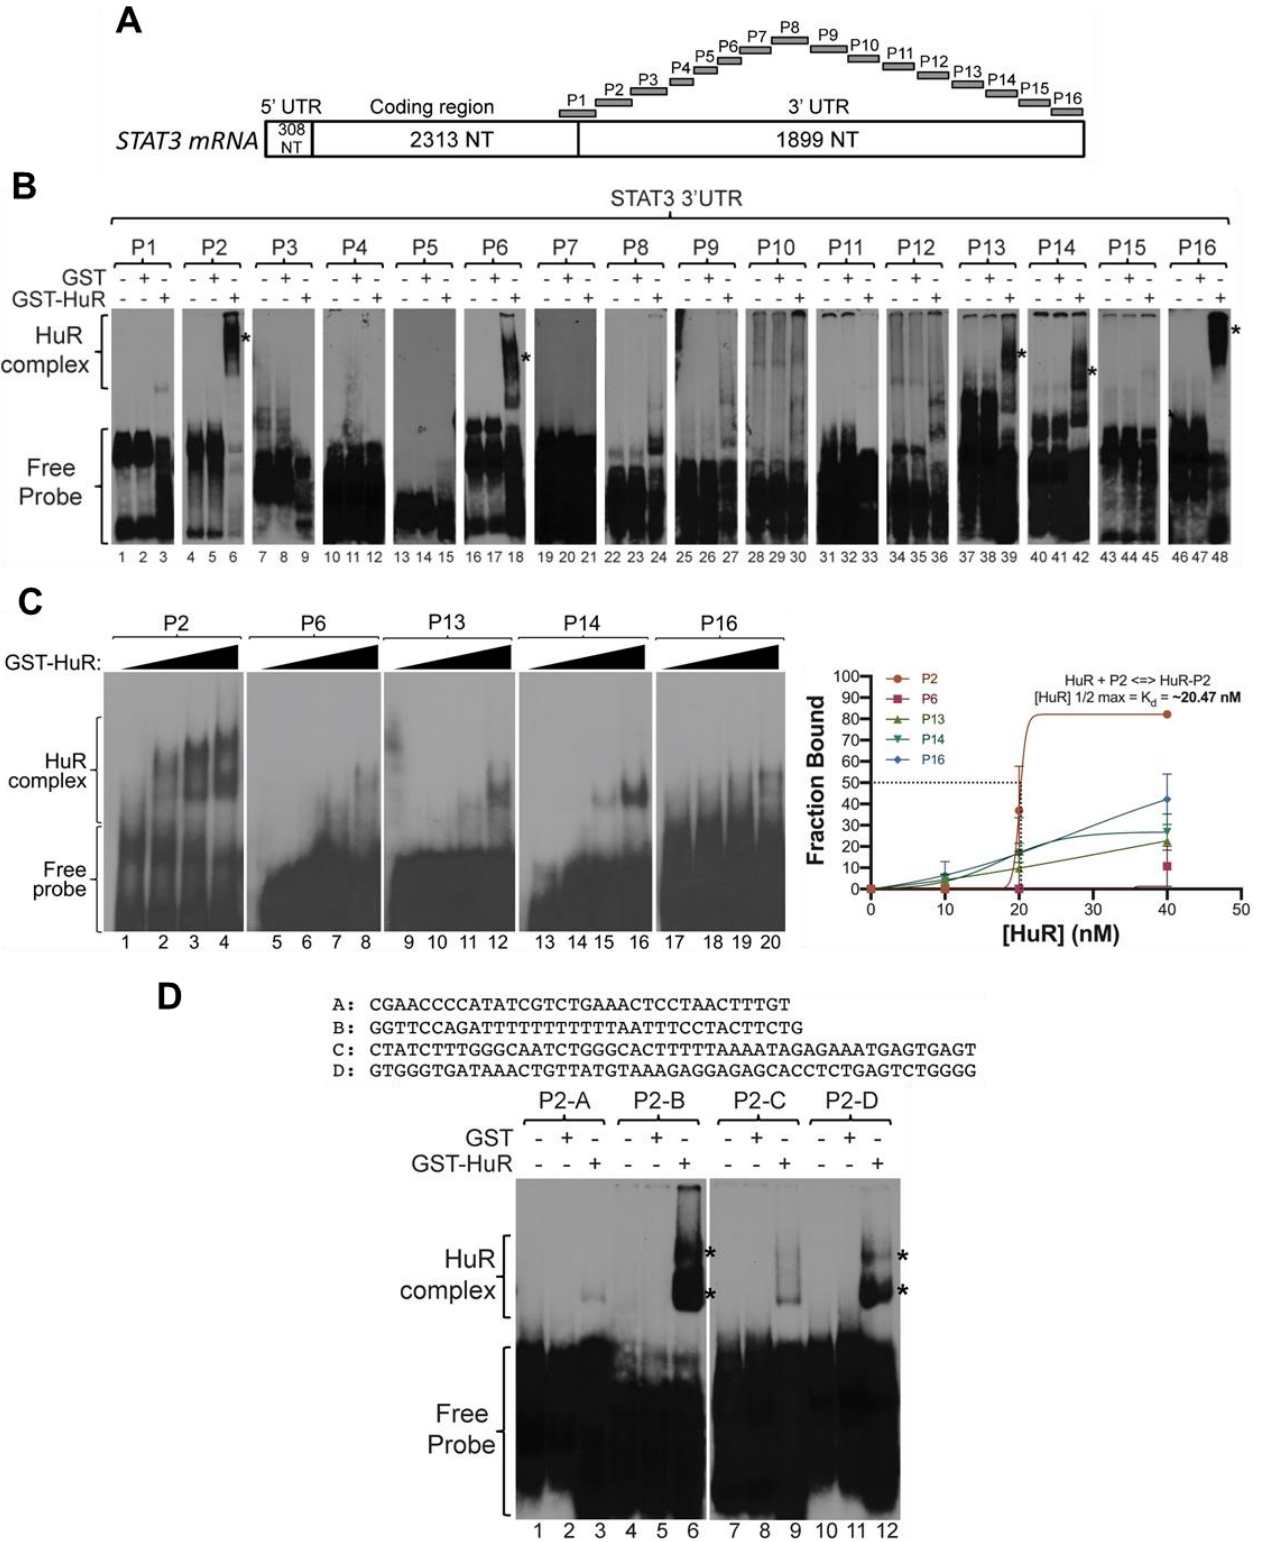 A
P1 P2 P3 P4 P5 P6 P7 P8 P9 P10 P11 P12 P13 P14 P15 P16
5' UTR Coding region 3' UTR
STAT3 mRNA 308 NT 2313 NT 1899 NT
B
STAT3 3'UTR
P1 P2 P3 P4 P5 P6 P7 P8 P9 P10 P11 P12 P13 P14 P15 P16
GST - + - - + - - + - - + - - + - - + - - + - - + - - + - - + - - + - - + - - + - - + - - + - - + -
GST-HuR - - + - - + - - + - - + - - + - - + - - + - - + - - + - - + - - + - - + - - + - - + - - + - - +
HuR
complex
* * * * *
Free
Probe
1 2 3 4 5 6 7 8 9 10 11 12 13 14 15 16 17 18 19 20 21 22 23 24 25 26 27 28 29 30 31 32 33 34 35 36 37 38 39 40 41 42 43 44 45 46 47 48
C
P2 P6 P13 P14 P16
GST-HuR:
HuR
complex
Free
probe
1 2 3 4 5 6 7 8 9 10 11 12 13 14 15 16 17 18 19 20
Fraction Bound
100
90
80
70
60
50
40
30
20
10
0
P2
P6
P13
P14
P16
HuR + P2 <=> HuR-P2
[HuR] 1/2 max = Kd = ~20.47 nM
0 10 20 30 40 50
[HuR] (nM)
D
A: CGAACCCCATATCGTCTGAAACTCCTAACTTTGT
B: GGTTCCAGATTTTTTTTTTTTAATTTCCTACTTCTG
C: CTATCTTTGGGCAATCTGGGCACTTTTTAAAATAGAGAAATGAGTGAGT
D: GTGGGTGATAAACTGTTATGTAAAGAGGAGAGCACCTCTGAGTCTGGGG
P2-A P2-B P2-C P2-D
GST - + - - + - - + - - + -
GST-HuR - - + - - + - - + - - +
HuR
complex
* *
* *
Free
Probe
1 2 3 4 5 6 7 8 9 10 11 12